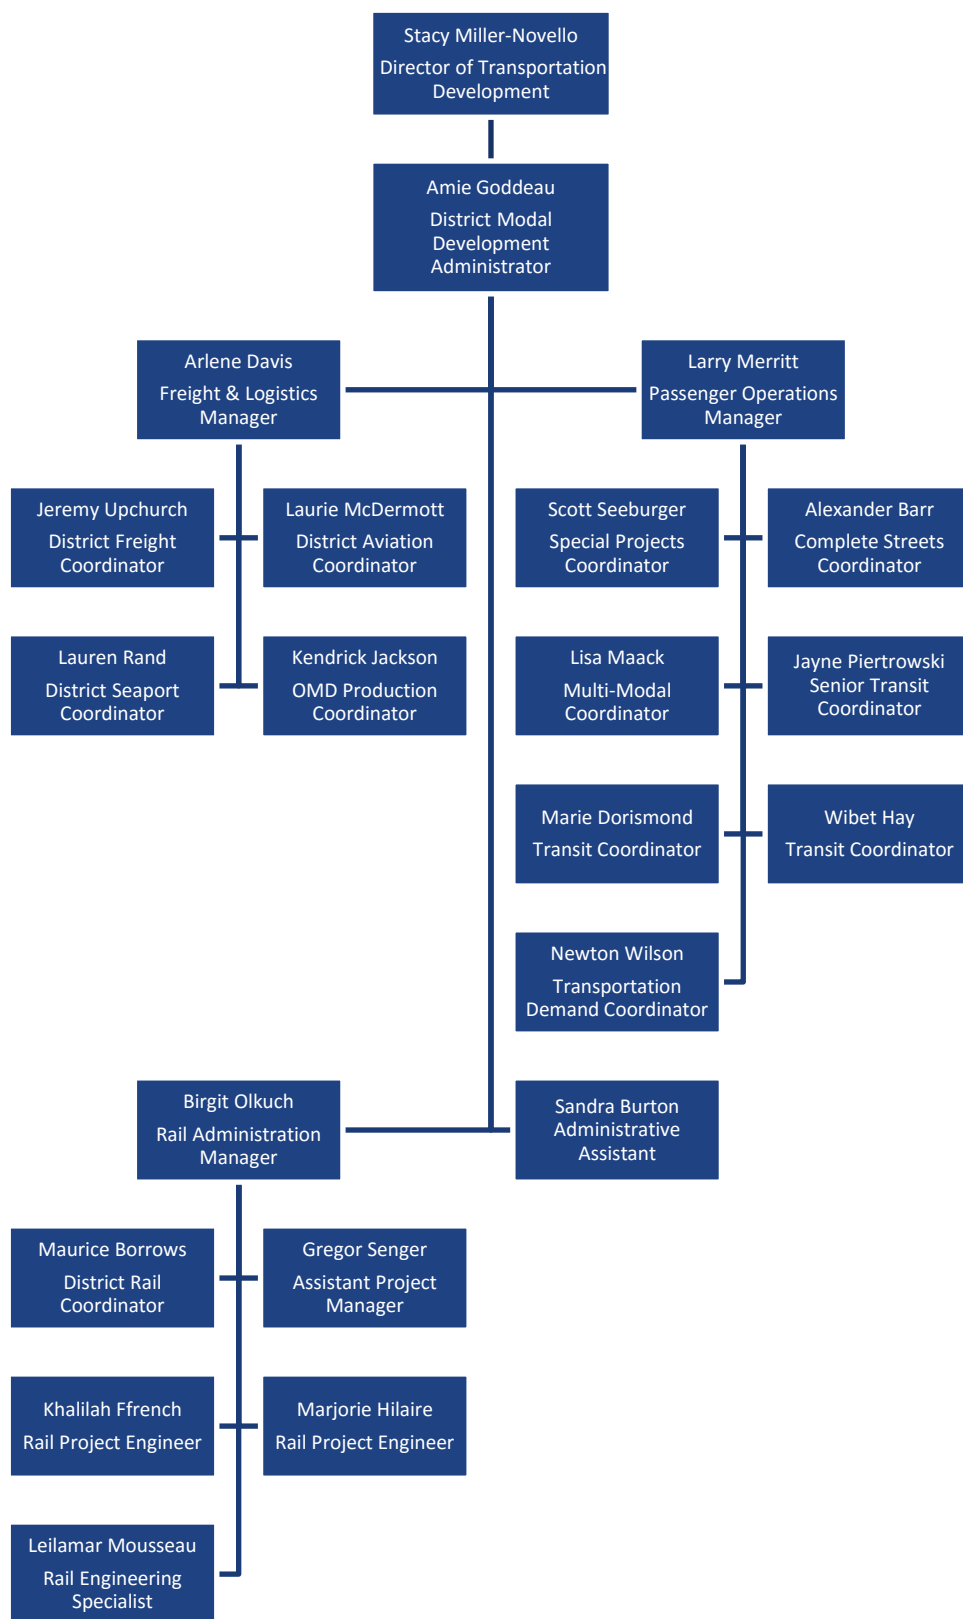 Stacy Miller-Novello
Director of Transportation
Development
Amie Goddeau
District Modal
Development
Administrator
Arlene Davis
Freight & Logistics
Manager
Larry Merritt
Passenger Operations
Manager
Jeremy Upchurch
District Freight
Coordinator
Laurie McDermott
District Aviation
Coordinator
Scott Seeburger
Special Projects
Coordinator
Alexander Barr
Complete Streets
Coordinator
Lauren Rand
District Seaport
Coordinator
Kendrick Jackson
OMD Production
Coordinator
Lisa Maack
Multi-Modal
Coordinator
Jayne Piertrowski
Senior Transit
Coordinator
Marie Dorismond
Transit Coordinator
Wibet Hay
Transit Coordinator
Newton Wilson
Transportation
Demand Coordinator
Birgit Olkuch
Rail Administration
Manager
Sandra Burton
Administrative
Assistant
Maurice Borrows
District Rail
Coordinator
Gregor Senger
Assistant Project
Manager
Khalilah Ffrench
Rail Project Engineer
Marjorie Hilaire
Rail Project Engineer
Leilamar Mousseau
Rail Engineering
Specialist